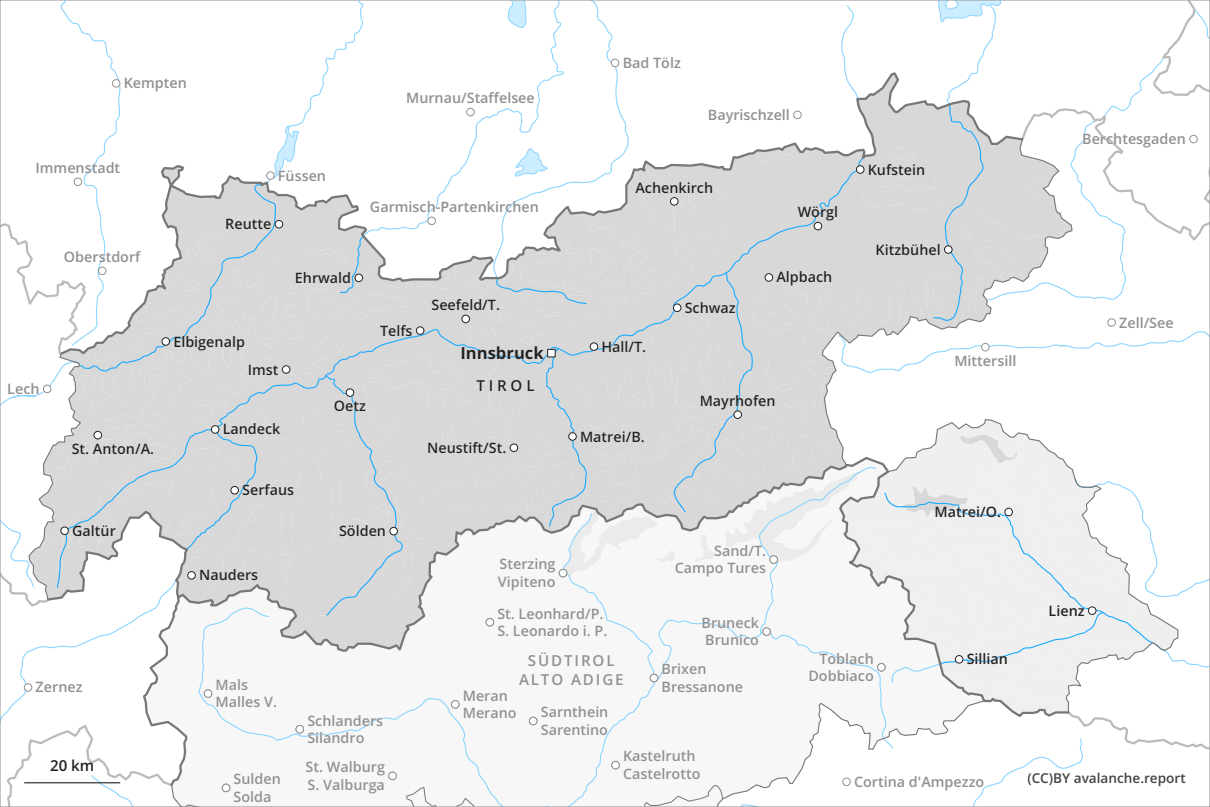 Kempten
Bad Tölz
Murnau/Staffelsee
Bayrischzell
Berchtesgaden
Immenstadt
Füssen
Kufstein
Achenkirch
Garmisch-Partenkirchen
Wörgl
Reutte
Kitzbühel
Oberstdorf
Ehrwald
Alpbach
Seefeld/T.
Schwaz
Zell/See
Telfs
Elbigenalp
Hall/T.
Innsbruck
Mittersill
Imst
TIROL
Lech
Oetz
Mayrhofen
Landeck
Matrei/B.
St. Anton/A.
Neustift/St.
Serfaus
Matrei/O.
Galtür
Sölden
Sand/T.
Campo Tures
Sterzing
Vipiteno
Nauders
Lienz
St. Leonhard/P.
S. Leonardo i. P.
Bruneck
Brunico
SÜDTIROL
ALTO ADIGE
Toblach
Dobbiaco
Sillian
Brixen
Bressanone
Zernez
Mals
Malles V.
Meran
Merano
Sarnthein
Sarentino
Schlanders
Silandro
Kastelruth
Castelrotto
St. Walburg
S. Valburga
20 km
Sulden
Solda
Cortina d'Ampezzo
(CC)BY avalanche.report